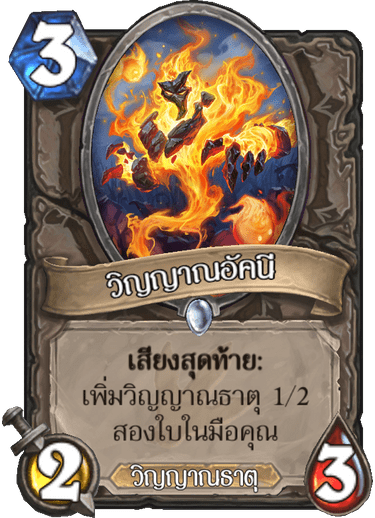 3
วิญญาณอัคนี
เสียงสุดท้าย:
เพิ่มวิญญาณธาตุ 1/2
สองใบในมือคุณ
2
วิญญาณธาตุ
3